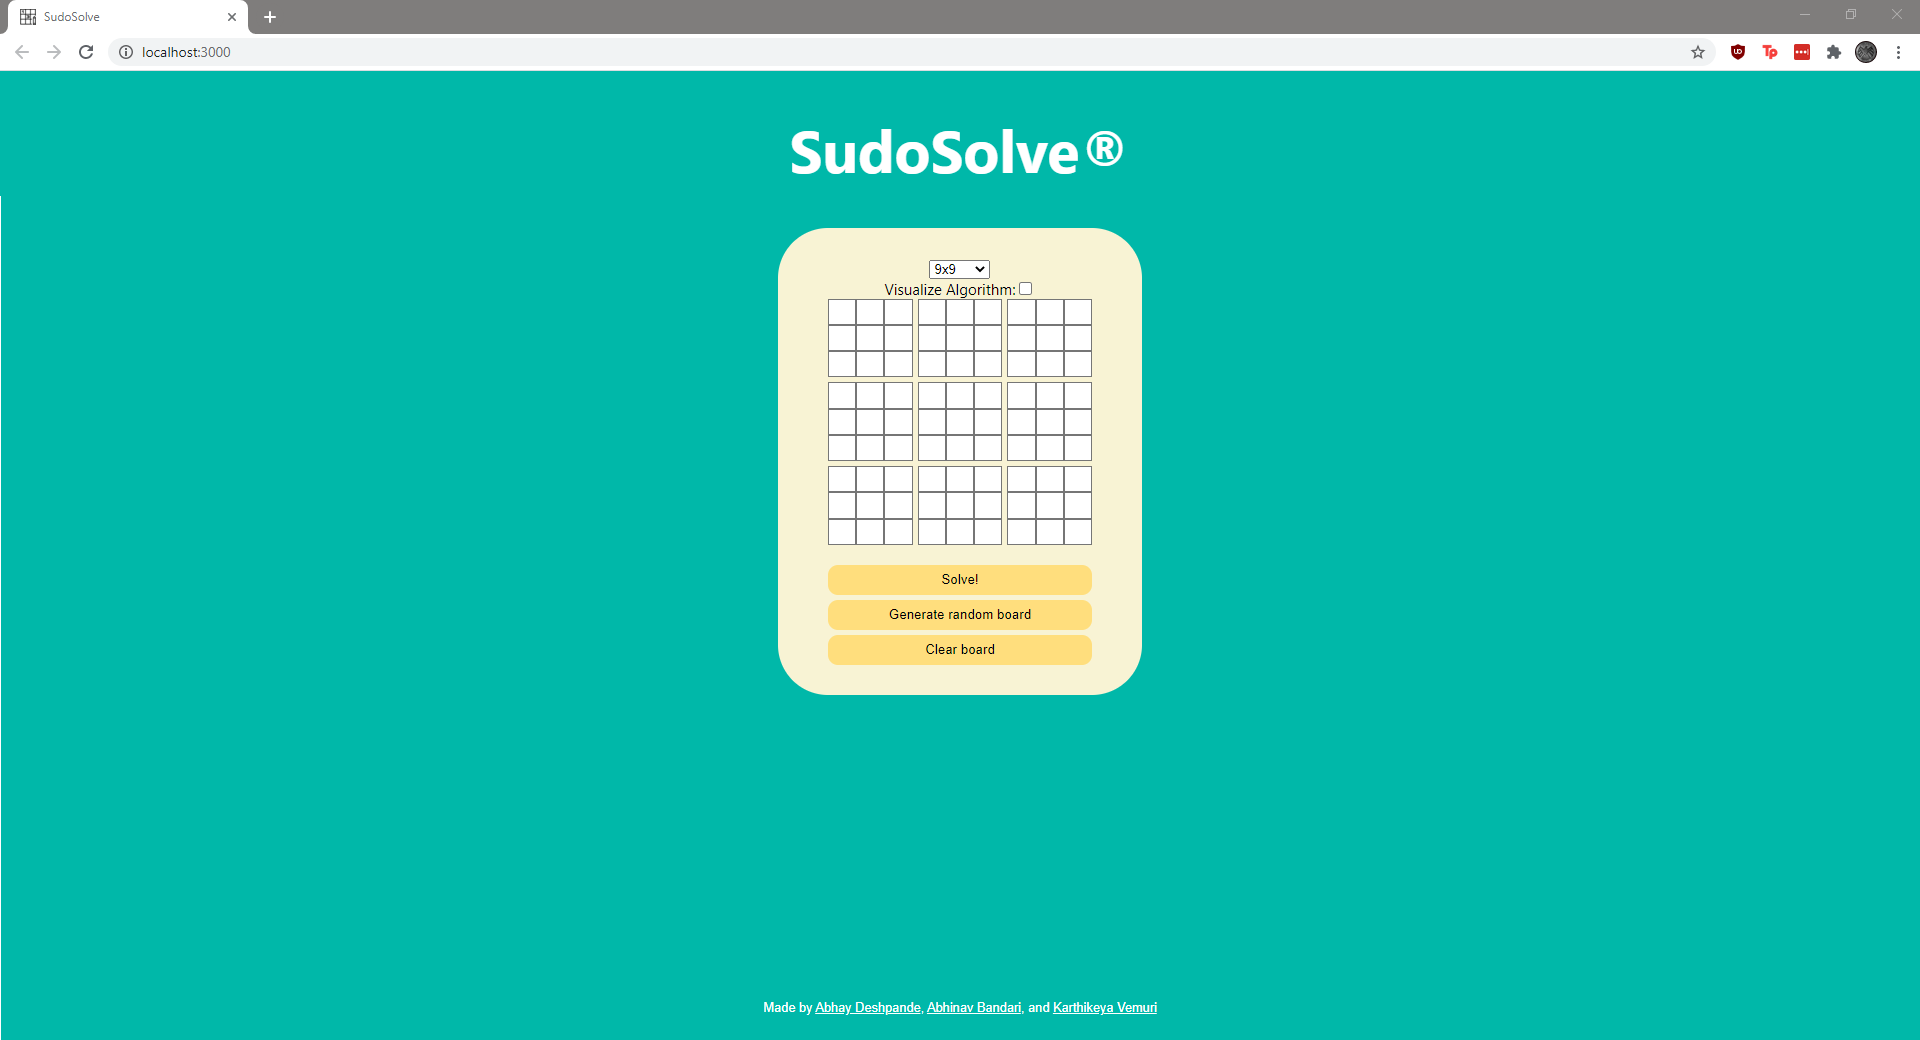 SudoSolve
localhost:3000
SudoSolve®
9x9
Visualize Algorithm:
Solve!
Generate random board
Clear board
Made by Abhay Deshpande, Abhinav Bandari, and Karthikeya Vemuri